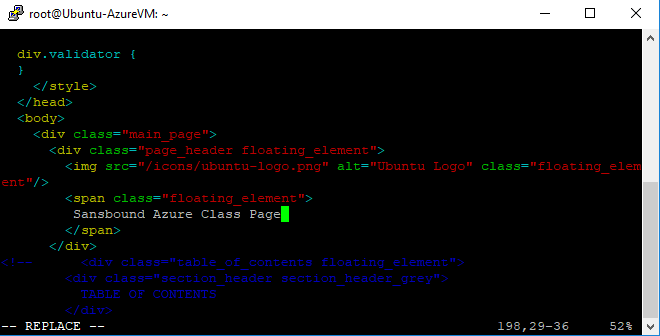 root@Ubuntu-AzureVM: ~
div.validator {
}
</style>
</head>
<body>
<div class="main_page">
<div class="page_header floating_element">
<img src="/icons/ubuntu-logo.png" alt="Ubuntu Logo" class="floating_elem
ent"/>
<span class="floating_element">
Sansbound Azure Class Page
</span>
</div>
<!--      <div class="table_of_contents floating_element">
<div class="section_header section_header_grey">
TABLE OF CONTENTS
</div>
-- REPLACE --                198,29-36     52%